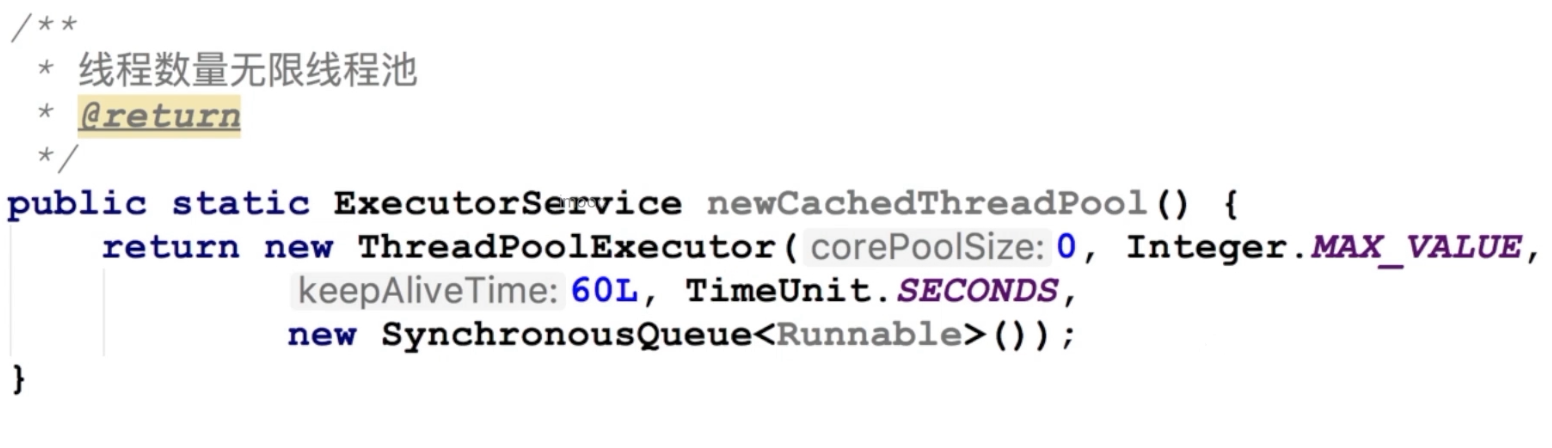 /**
* 线程数量无限线程池
* @return
*/
public static ExecutorService newCachedThreadPool() {
return new ThreadPoolExecutor( corePoolSize: 0, Integer.MAX_VALUE,
keepAliveTime: 60L, TimeUnit.SECONDS,
new SynchronousQueue<Runnable>());
}